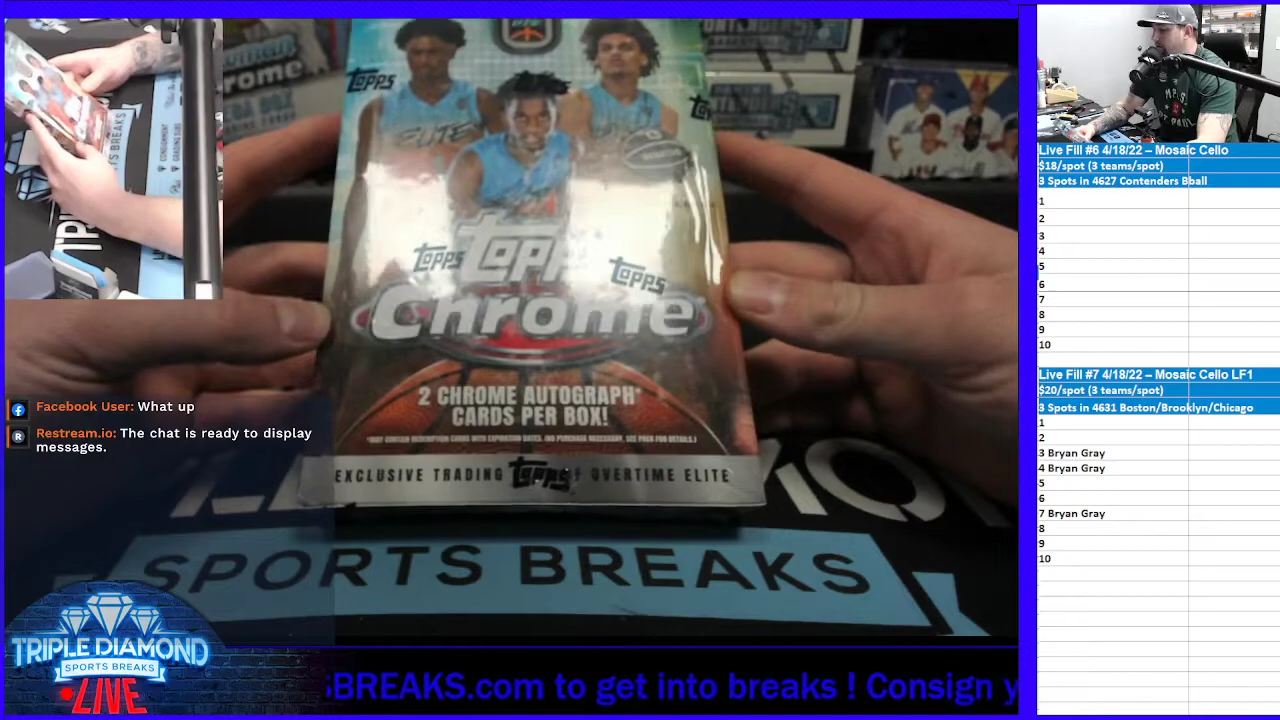 TOPPS
ELITE
TOPPS
TOPPS
TOPPS
Chrome
2 CHROME AUTOGRAPH*
CARDS PER BOX!
EXCLUSIVE TRADING
TOPPS
OVERTIME ELITE
SPORTS BREAKS
Chrome
Facebook User: What up
Restream.io: The chat is ready to display
messages.
TRIPLE DIAMOND
SPORTS BREAKS
LIVE
SBREAKS.com to get into breaks ! Consign y
Live Fill #6 4/18/22 – Mosaic Cello
$18/spot (3 teams/spot)
3 Spots in 4627 Contenders Bball
1
2
3
4
5
6
7
8
9
10
Live Fill #7 4/18/22 – Mosaic Cello LF1
$20/spot (3 teams/spot)
3 Spots in 4631 Boston/Brooklyn/Chicago
1
2
3 Bryan Gray
4 Bryan Gray
5
6
7 Bryan Gray
8
9
10